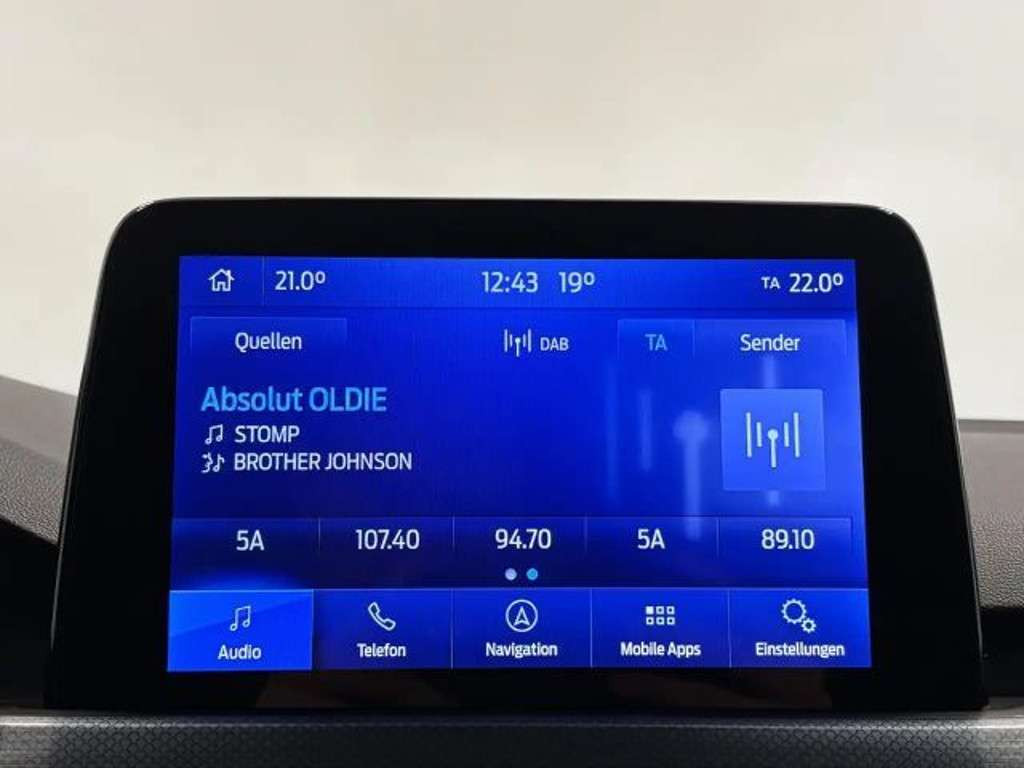 21.0° 12:43 19° TA 22.0°
Quellen DAB TA Sender
Absolut OLDIE
STOMP
BROTHER JOHNSON
5A 107.40 94.70 5A 89.10
Audio Telefon Navigation Mobile Apps Einstellungen